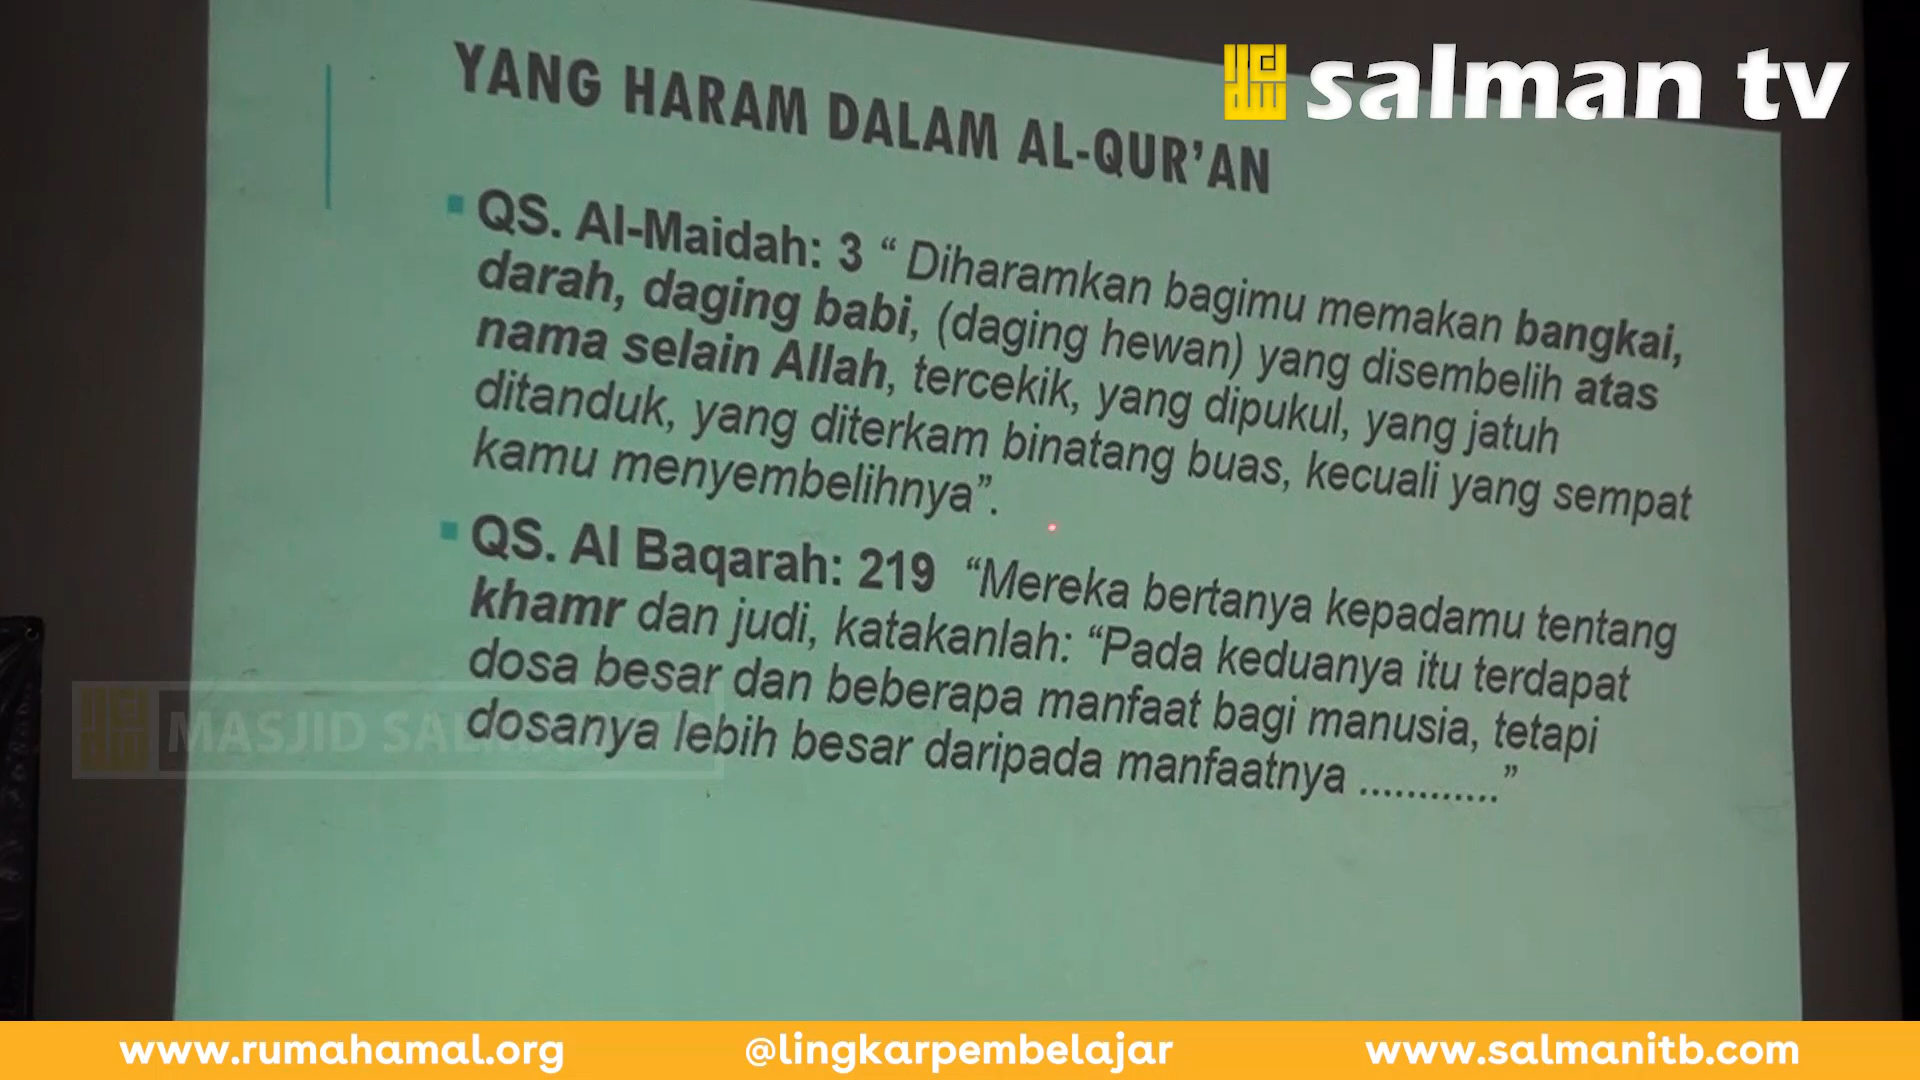 salman tv
YANG HARAM DALAM AL-QUR’AN
QS. Al-Maidah: 3 “ Diharamkan bagimu memakan bangkai,
darah, daging babi, (daging hewan) yang disembelih atas
nama selain Allah, tercekik, yang dipukul, yang jatuh
ditanduk, yang diterkam binatang buas, kecuali yang sempat
kamu menyembelihnya”.
QS. Al Baqarah: 219 “Mereka bertanya kepadamu tentang
khamr dan judi, katakanlah: “Pada keduanya itu terdapat
dosa besar dan beberapa manfaat bagi manusia, tetapi
dosanya lebih besar daripada manfaatnya ............”
MASJID SALMAN
www.rumahamal.org
@lingkarpembelajar
www.salmanitb.com